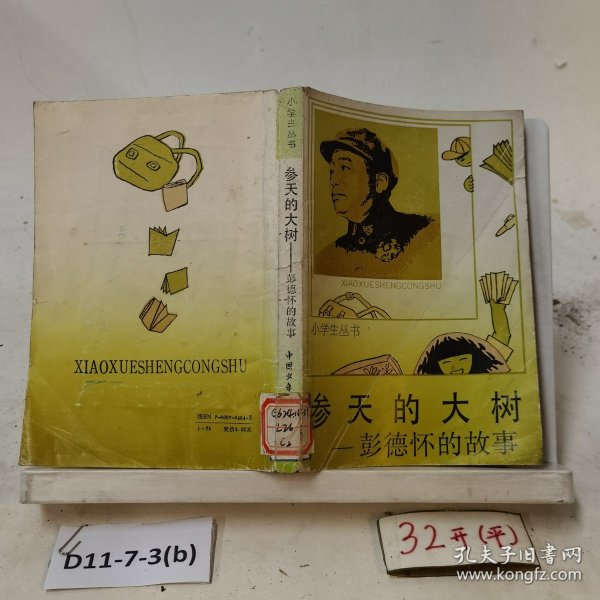 XIAOXUESHENGCONGSHU
小学生丛书
参天的大树——彭德怀的故事
中国少年
XIAOXUESHENGCONGSHU
小学生丛书
参天的大树
—彭德怀的故事
L26
C2
D11-7-3(b)
32开(平)
孔夫子旧书网
www.kongfz.com